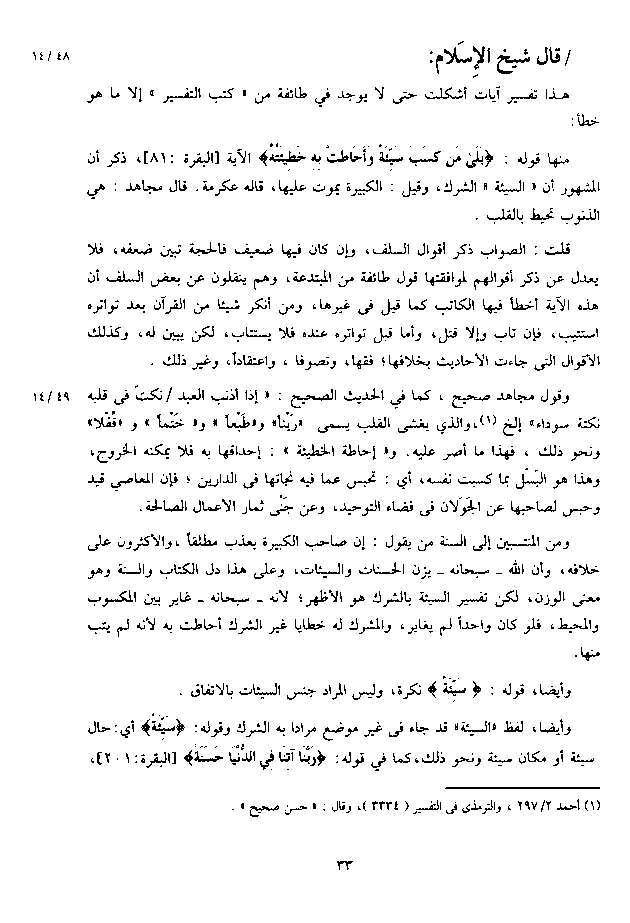 / قال شيخ الإِسلام: ١٤/٤٨
هـذا تفسير آيات أشكلت حتى لا يوجد في طائفة من « كتب التفسير » إلا ما هو
خطأ:
منها قوله : ﴿بَلَىٰ مَن كَسَبَ سَيِّئَةً وَأَحَاطَتْ بِهِ خَطِيئَتُهُ﴾ الآية [البقرة :٨١]، ذكر أن
المشهور أن « السيئة » الشرك، وقيل : الكبيرة يموت عليها، قاله عكرمة. قال مجاهد : هي
الذنوب تحيط بالقلب .
قلت : الصواب ذكر أقوال السلف، وإن كان فيها ضعيف فالحجة تبين ضعفه، فلا
يعدل عن ذكر أقوالهم لموافقتها قول طائفة من المبتدعة، وهم ينقلون عن بعض السلف أن
هذه الآية أخطأ فيها الكاتب كما قيل في غيرها، ومن أنكر شيئا من القرآن بعد تواتره
استتيب، فإن تاب وإلا قتل، وأما قبل تواتره عنده فلا يستتاب، لكن يبين له، وكذلك
الأقوال التي جاءت الأحاديث بخلافها؛ فقها، وتصوفا ، واعتقاداً، وغير ذلك .
وقول مجاهد صحيح ، كما في الحديث الصحيح : « إذا أذنب العبد / نكتَ في قلبه ١٤/٤٩
نكتة سوداء» إلخ (١)،والذي يغشى القلب يسمى «رَيْناً» و«طَبْعاً » و« خَتْماً » و «قُفْلا»
ونحو ذلك ، فهذا ما أصر عليه. و« إحاطة الخطيئة » : إحداقها به فلا يمكنه الخروج،
وهذا هو البَسْل بما كسبت نفسه، أي : تحبس عما فيه نجاتها في الدارين ؛ فإن المعاصي قيد
وحبس لصاحبها عن الجَوَلان في فضاء التوحيد، وعن جَنْي ثمار الأعمال الصالحة.
ومن المنتسبين إلى السنة من يقول : إن صاحب الكبيرة يعذب مطلقاً ،والأكثرون على
خلافه، وأن الله ـ سبحانه ـ يزن الحسنات والسيئات، وعلى هذا دل الكتاب والسنة وهو
معنى الوزن، لكن تفسير السيئة بالشرك هو الأظهر؛ لأنه ـ سبحانه ـ غاير بين المكسوب
والمحيط، فلو كان واحداً لم يغاير، والمشرك له خطايا غير الشرك أحاطت به لأنه لم يتب
منها.
وأيضا، قوله : ﴿ سَيِّئَةً ﴾ نكرة، وليس المراد جنس السيئات بالاتفاق .
وأيضا، لفظ «السيئة» قد جاء في غير موضع مرادا به الشرك وقوله: ﴿سَيِّئَةً﴾ أي: حال
سيئة أو مكان سيئة ونحو ذلك،كما في قوله: ﴿رَبَّنَا آتِنَا فِي الدُّنْيَا حَسَنَةً﴾ [البقرة:٢٠١]،
(١) أحمد ٢/ ٢٩٧ ، والترمذي في التفسير ( ٣٣٣٤ )، وقال : « حسن صحيح » .
٣٣